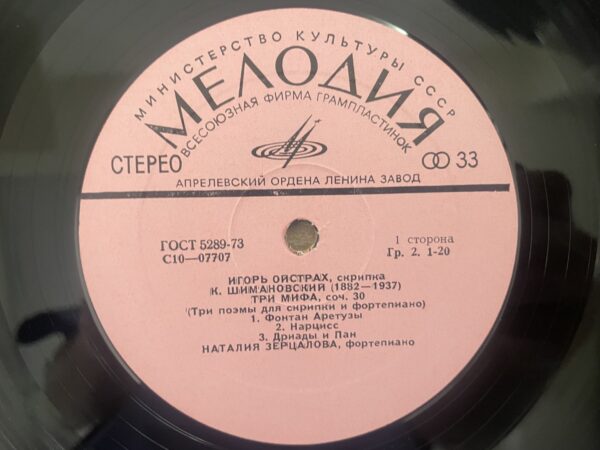 МИНИСТЕРСТВО КУЛЬТУРЫ СССР
МЕЛОДИЯ
ВСЕСОЮЗНАЯ ФИРМА ГРАМПЛАСТИНОК
СТЕРЕО
33
АПРЕЛЕВСКИЙ ОРДЕНА ЛЕНИНА ЗАВОД
ГОСТ 5289-73
С10—07707
1 сторона
Гр. 2. 1-20
ИГОРЬ ОЙСТРАХ, скрипка
К. ШИМАНОВСКИЙ (1882—1937)
ТРИ МИФА, соч. 30
(Три поэмы для скрипки и фортепиано)
1. Фонтан Аретузы
2. Нарцисс
3. Дриады и Пан
НАТАЛИЯ ЗЕРЦАЛОВА, фортепиано